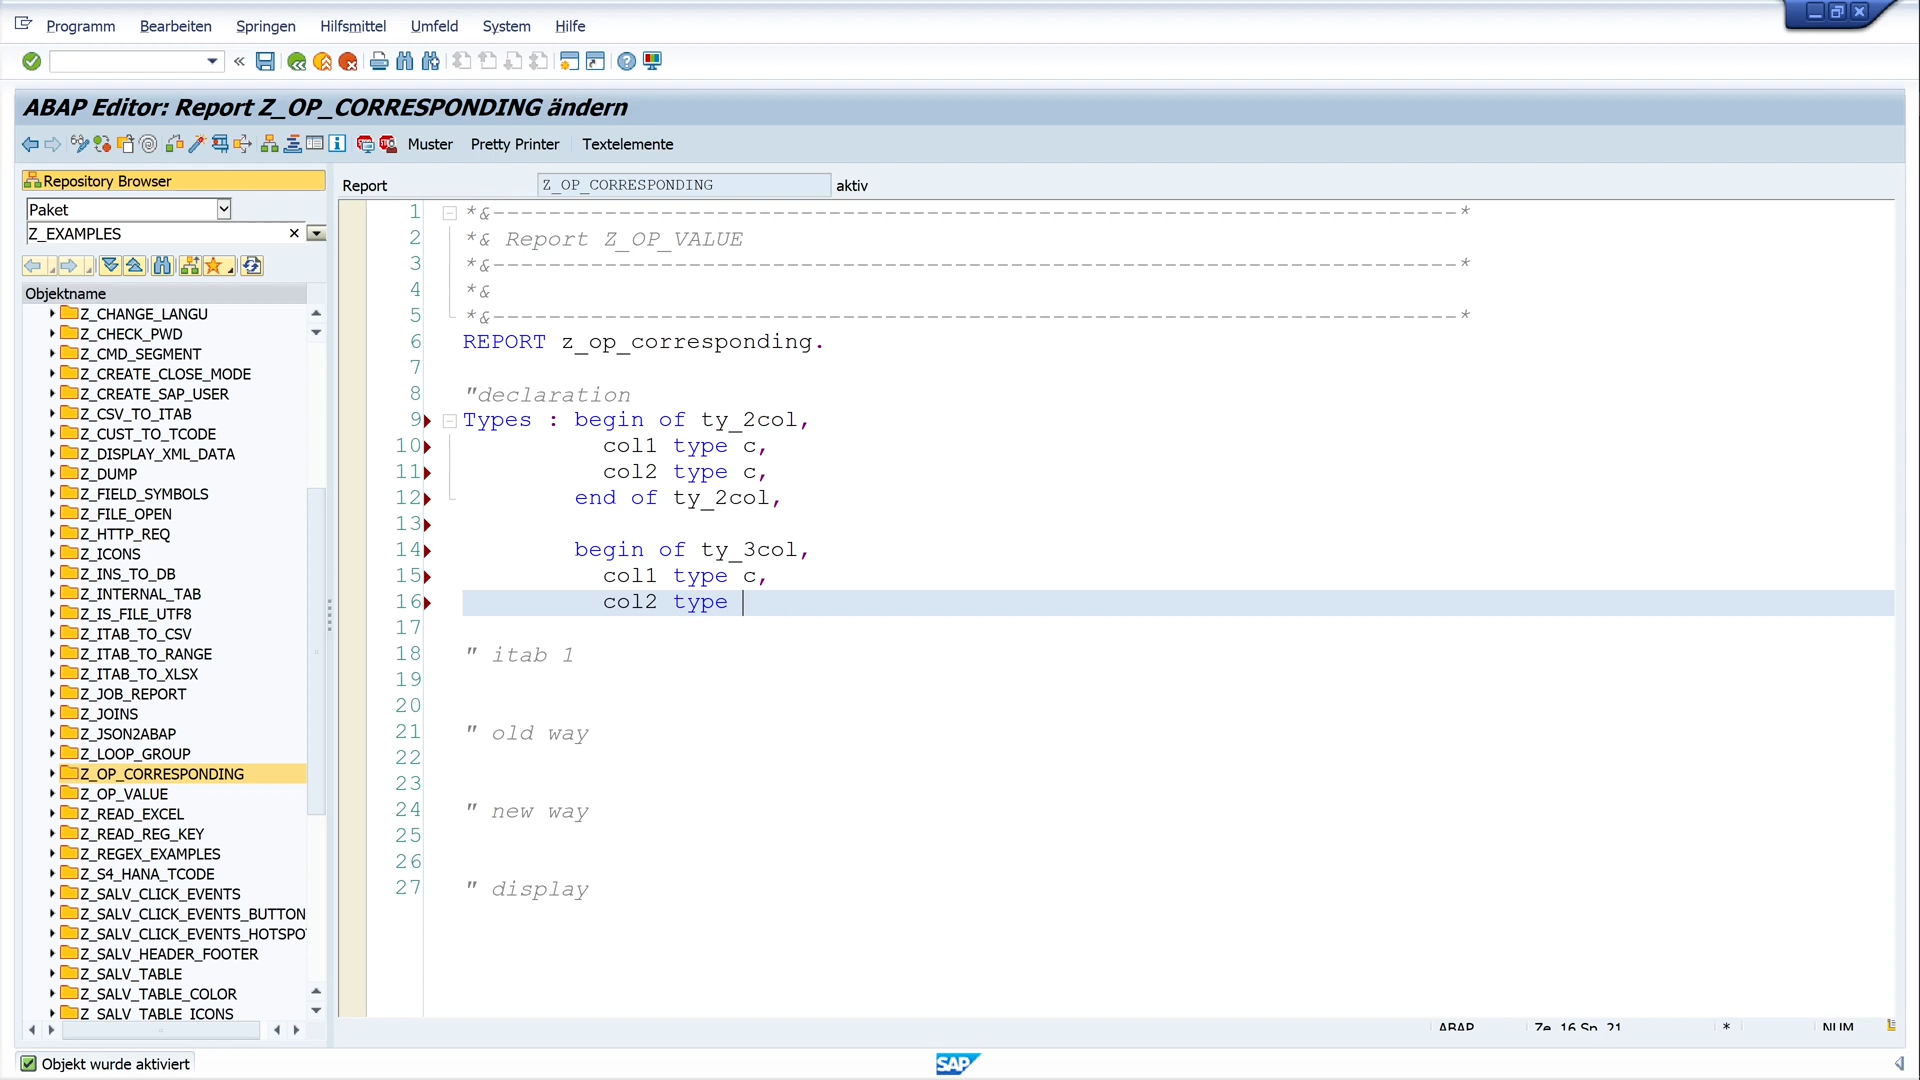 Programm Bearbeiten Springen Hilfsmittel Umfeld System Hilfe
ABAP Editor: Report Z_OP_CORRESPONDING ändern
Muster Pretty Printer Textelemente
Repository Browser
Paket
Z_EXAMPLES
Objektname
Z_CHANGE_LANGU
Z_CHECK_PWD
Z_CMD_SEGMENT
Z_CREATE_CLOSE_MODE
Z_CREATE_SAP_USER
Z_CSV_TO_ITAB
Z_CUST_TO_TCODE
Z_DISPLAY_XML_DATA
Z_DUMP
Z_FIELD_SYMBOLS
Z_FILE_OPEN
Z_HTTP_REQ
Z_ICONS
Z_INS_TO_DB
Z_INTERNAL_TAB
Z_IS_FILE_UTF8
Z_ITAB_TO_CSV
Z_ITAB_TO_RANGE
Z_ITAB_TO_XLSX
Z_JOB_REPORT
Z_JOINS
Z_JSON2ABAP
Z_LOOP_GROUP
Z_OP_CORRESPONDING
Z_OP_VALUE
Z_READ_EXCEL
Z_READ_REG_KEY
Z_REGEX_EXAMPLES
Z_S4_HANA_TCODE
Z_SALV_CLICK_EVENTS
Z_SALV_CLICK_EVENTS_BUTTON
Z_SALV_CLICK_EVENTS_HOTSPO
Z_SALV_HEADER_FOOTER
Z_SALV_TABLE
Z_SALV_TABLE_COLOR
Z_SALV_TABLE_ICONS
Report Z_OP_CORRESPONDING aktiv
1 *&---------------------------------------------------------------------*
2 *& Report Z_OP_VALUE
3 *&---------------------------------------------------------------------*
4 *&
5 *&---------------------------------------------------------------------*
6 REPORT z_op_corresponding.
7
8 "declaration
9 Types : begin of ty_2col,
10 col1 type c,
11 col2 type c,
12 end of ty_2col,
13
14 begin of ty_3col,
15 col1 type c,
16 col2 type
17
18 " itab 1
19
20
21 " old way
22
23
24 " new way
25
26
27 " display
ABAP Ze. 16 Sp. 21 * NUM
Objekt wurde aktiviert
SAP